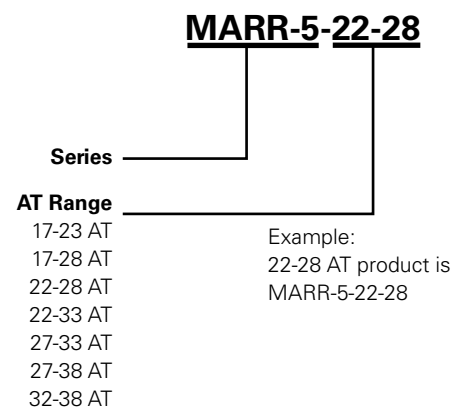 MARR-5-22-28
Series
AT Range
17-23 AT
17-28 AT
22-28 AT
22-33 AT
27-33 AT
27-38 AT
32-38 AT
Example:
22-28 AT product is
MARR-5-22-28